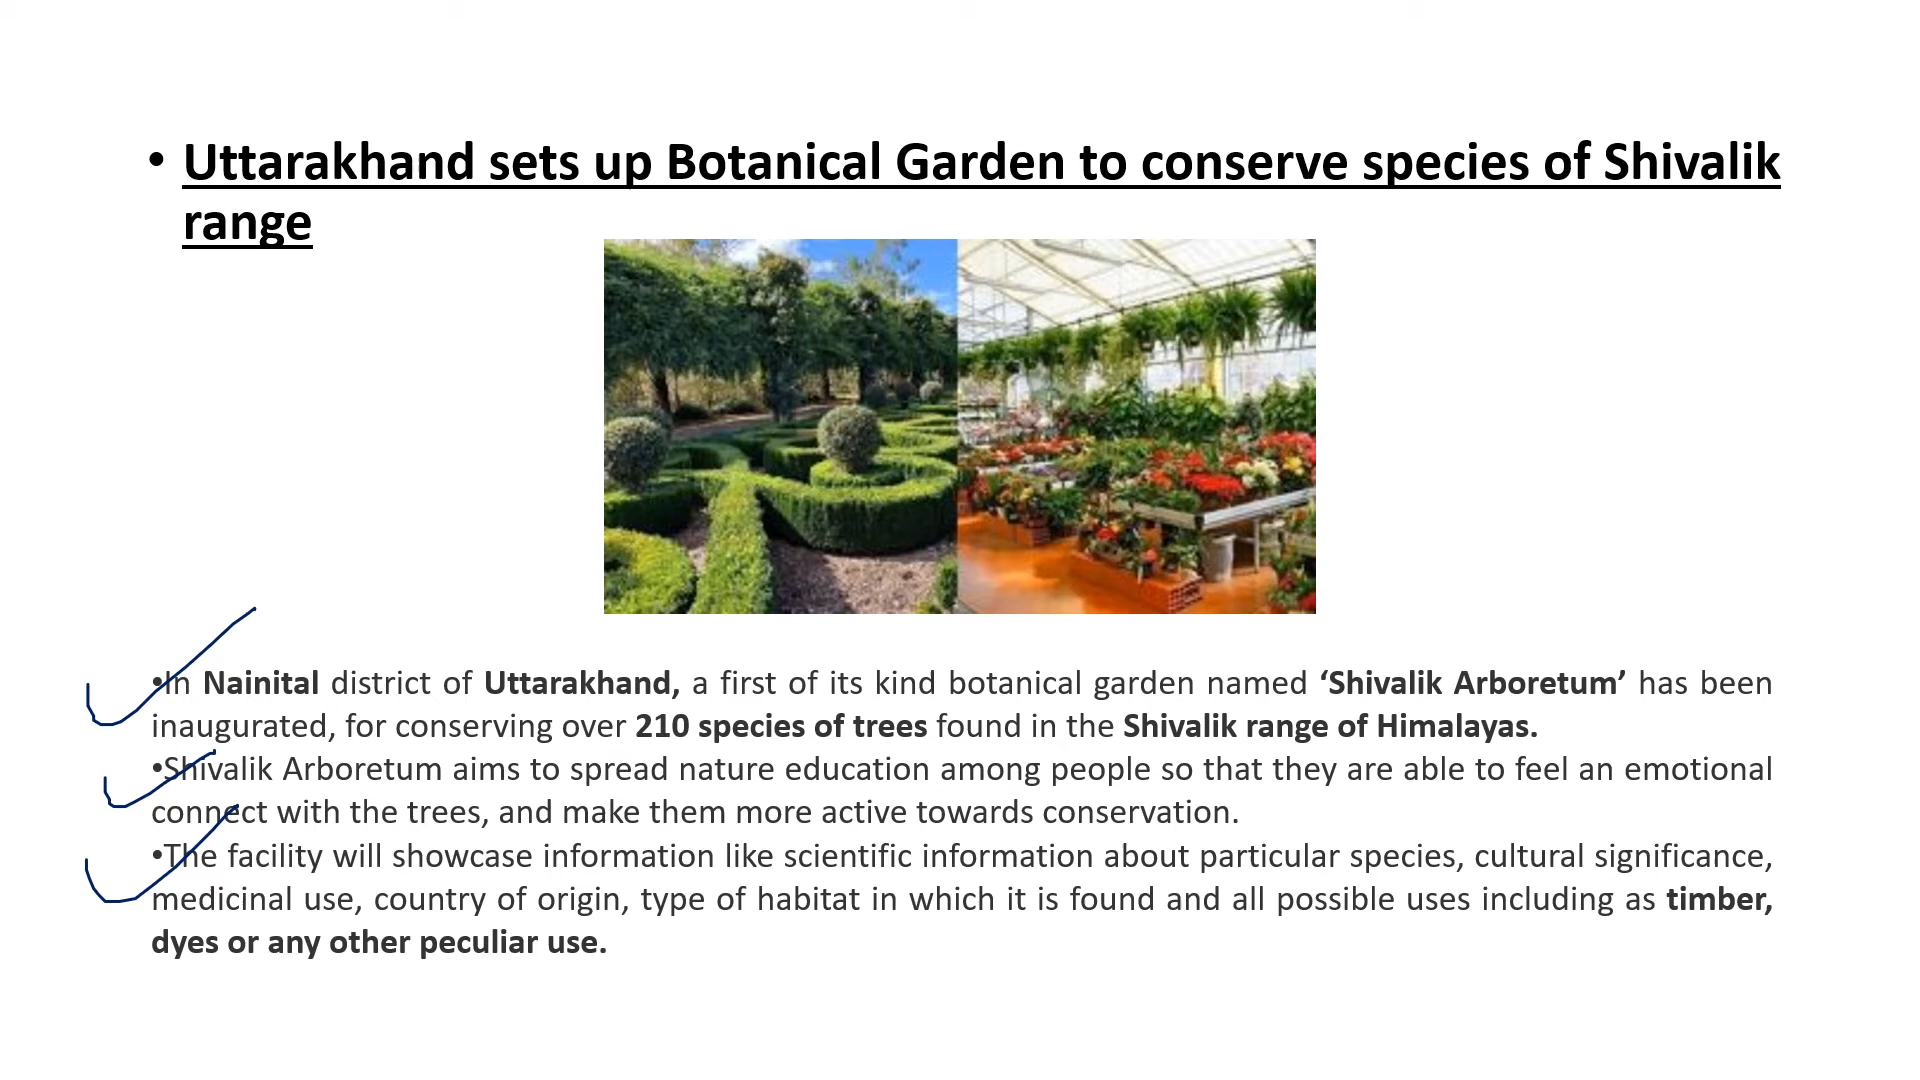 • Uttarakhand sets up Botanical Garden to conserve species of Shivalik
range
•In Nainital district of Uttarakhand, a first of its kind botanical garden named ‘Shivalik Arboretum’ has been
inaugurated, for conserving over 210 species of trees found in the Shivalik range of Himalayas.
•Shivalik Arboretum aims to spread nature education among people so that they are able to feel an emotional
connect with the trees, and make them more active towards conservation.
•The facility will showcase information like scientific information about particular species, cultural significance,
medicinal use, country of origin, type of habitat in which it is found and all possible uses including as timber,
dyes or any other peculiar use.